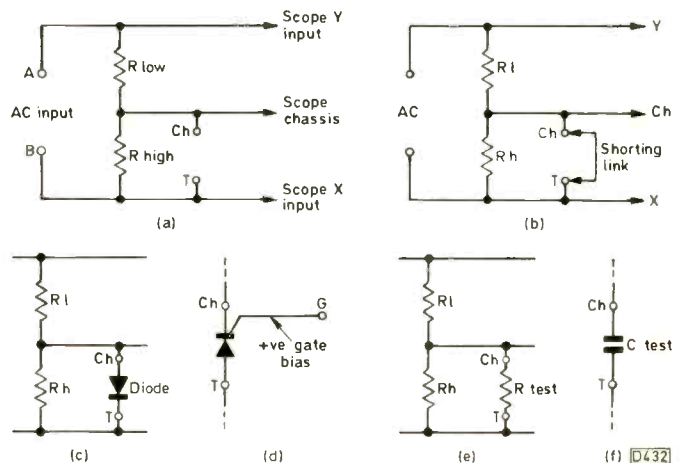 Scope Y
input
R low
A
AC input
Scope
chassis
Ch
B
R high
T
Scope X
input
(a)
Y
Rl
AC
Ch
Ch
Rh
Shorting
link
T
X
(b)
Rl
Ch
Rh
Diode
T
(c)
Ch
G
+ve gate
bias
T
(d)
Rl
Ch
Rh
R test
T
(e)
Ch
C test
T
(f)
D432